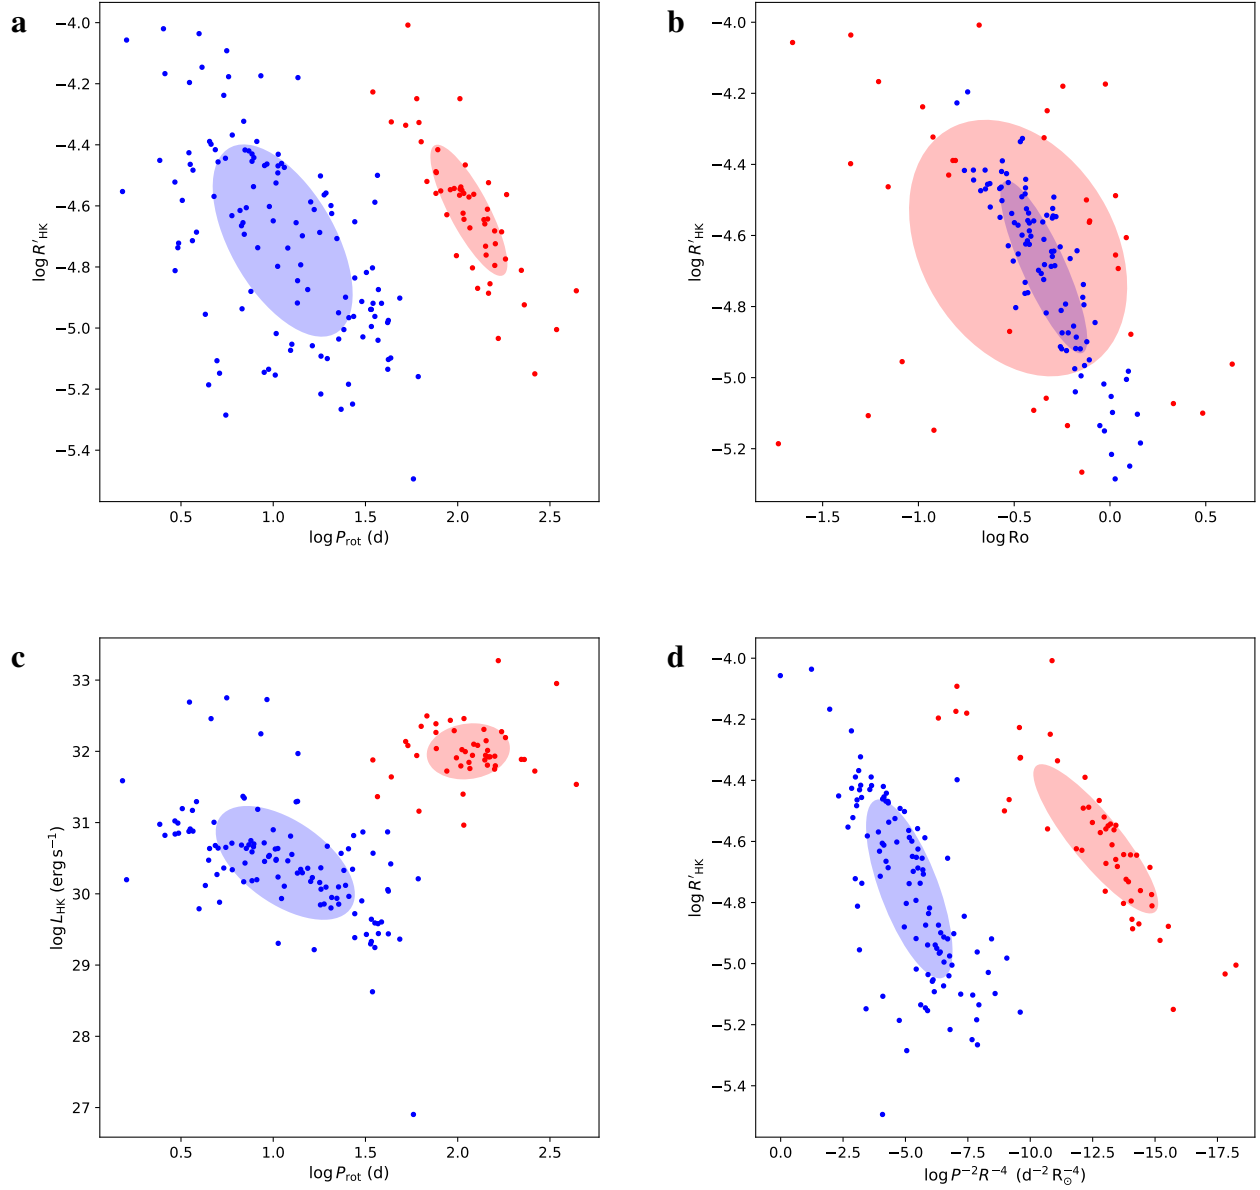 a
−4.0
−4.2
−4.4
−4.6
−4.8
−5.0
−5.2
−5.4
log R′HK
0.5 1.0 1.5 2.0 2.5
log Prot (d)
b
−4.0
−4.2
−4.4
−4.6
−4.8
−5.0
−5.2
log R′HK
−1.5 −1.0 −0.5 0.0 0.5
log Ro
c
33
32
31
30
29
28
27
log LHK (erg s⁻¹)
0.5 1.0 1.5 2.0 2.5
log Prot (d)
d
−4.0
−4.2
−4.4
−4.6
−4.8
−5.0
−5.2
−5.4
log R′HK
0.0 −2.5 −5.0 −7.5 −10.0 −12.5 −15.0 −17.5
log P⁻²R⁻⁴ (d⁻² R⊙⁻⁴)